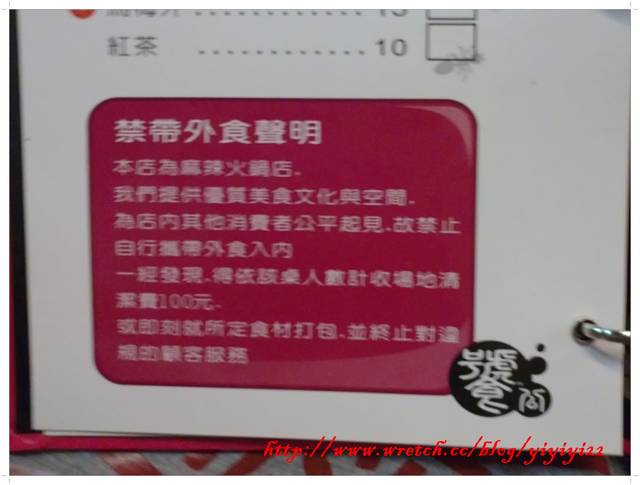 紅茶 ............ 10
禁帶外食聲明
本店為麻辣火鍋店.
我們提供優質美食文化與空間.
為店內其他消費者公平起見.故禁止
自行攜帶外食入內
一經發現.得依該桌人數計收場地清
潔費100元.
或即刻就所定食材打包.並終止對違
規的顧客服務
http://www.wretch.cc/blog/yiyiyi22